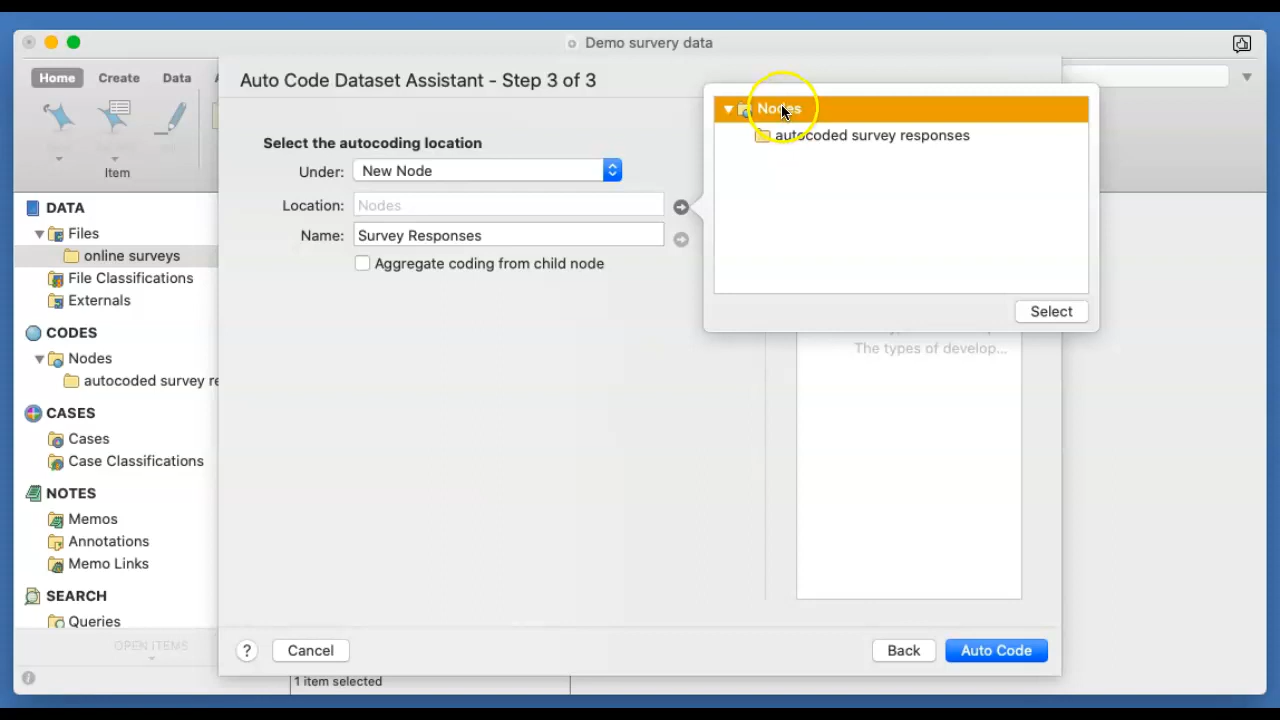 Demo survery data
Home Create Data
Item
Auto Code Dataset Assistant - Step 3 of 3
Select the autocoding location
Under: New Node
Location: Nodes
Name: Survey Responses
Aggregate coding from child node
Nodes
autocoded survey responses
Select
The types of develop...
DATA
Files
online surveys
File Classifications
Externals
CODES
Nodes
autocoded survey re
CASES
Cases
Case Classifications
NOTES
Memos
Annotations
Memo Links
SEARCH
Queries
OPEN ITEMS
? Cancel Back Auto Code
1 item selected